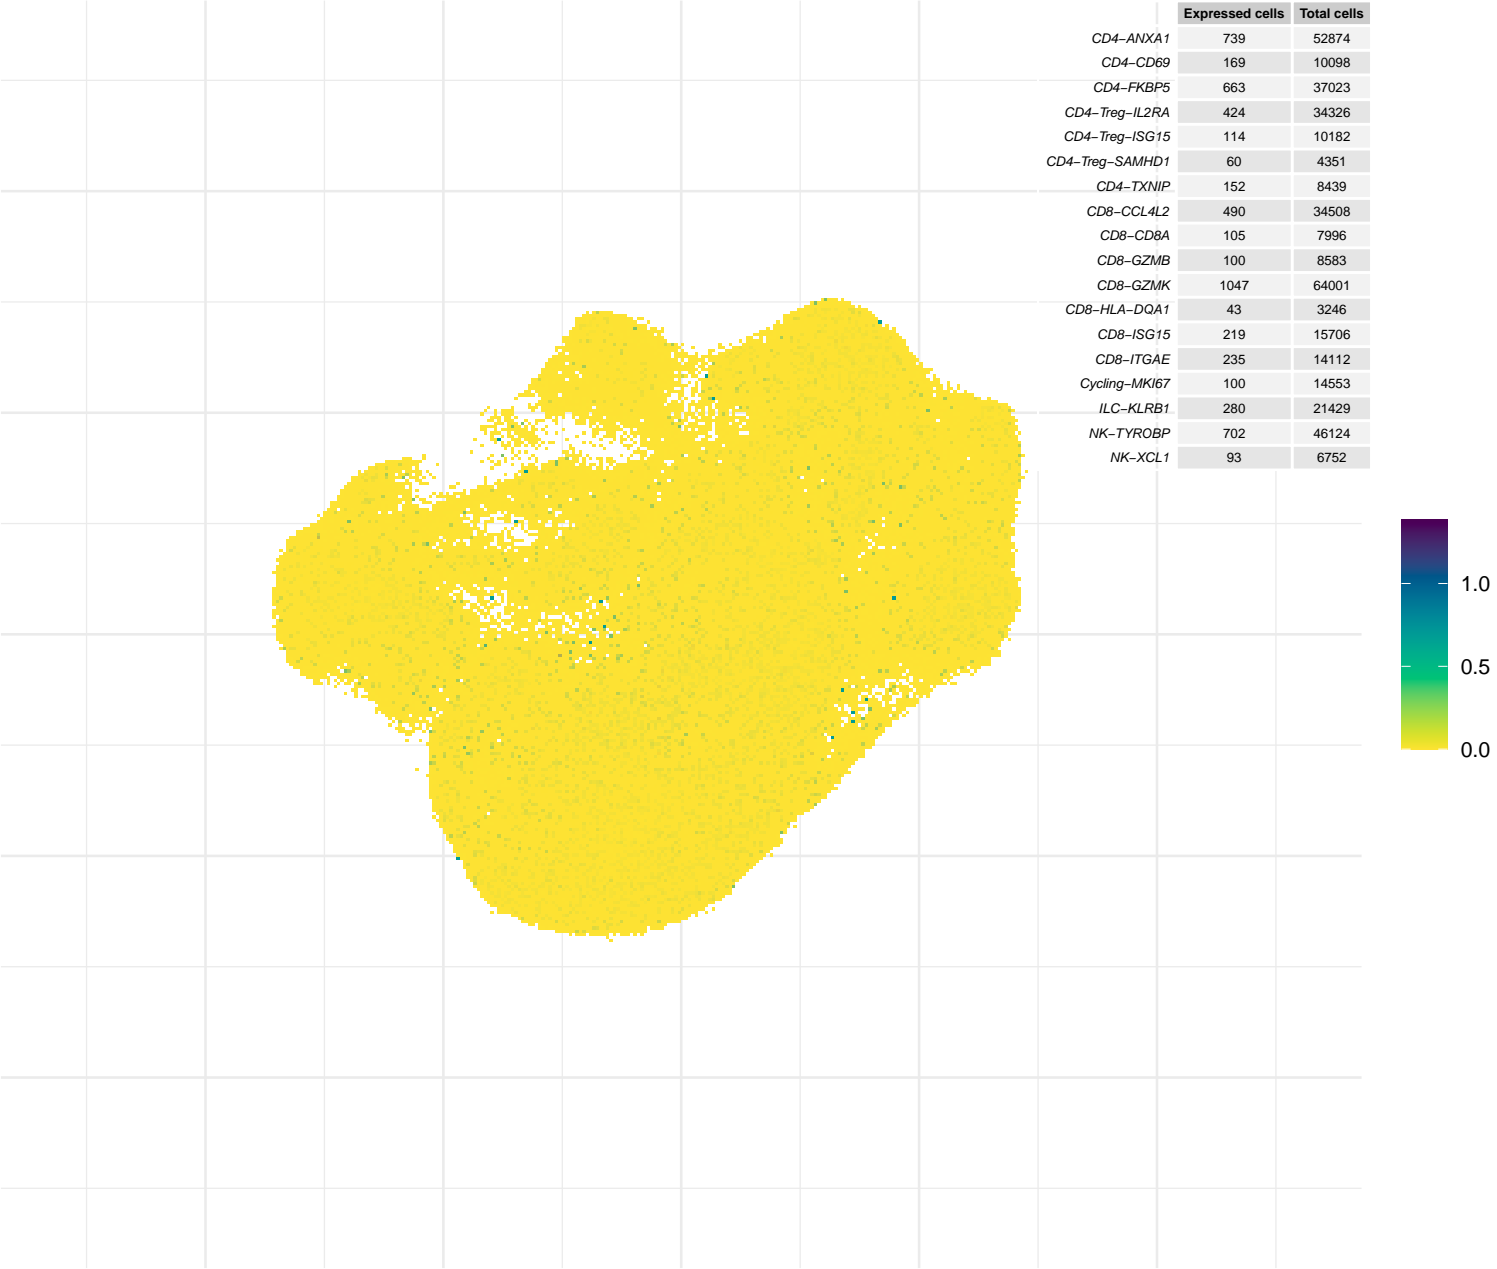 Expressed cells Total cells
CD4−ANXA1 739 52874
CD4−CD69 169 10098
CD4−FKBP5 663 37023
CD4−Treg−IL2RA 424 34326
CD4−Treg−ISG15 114 10182
CD4−Treg−SAMHD1 60 4351
CD4−TXNIP 152 8439
CD8−CCL4L2 490 34508
CD8−CD8A 105 7996
CD8−GZMB 100 8583
CD8−GZMK 1047 64001
CD8−HLA−DQA1 43 3246
CD8−ISG15 219 15706
CD8−ITGAE 235 14112
Cycling−MKI67 100 14553
ILC−KLRB1 280 21429
NK−TYROBP 702 46124
NK−XCL1 93 6752
1.0
0.5
0.0